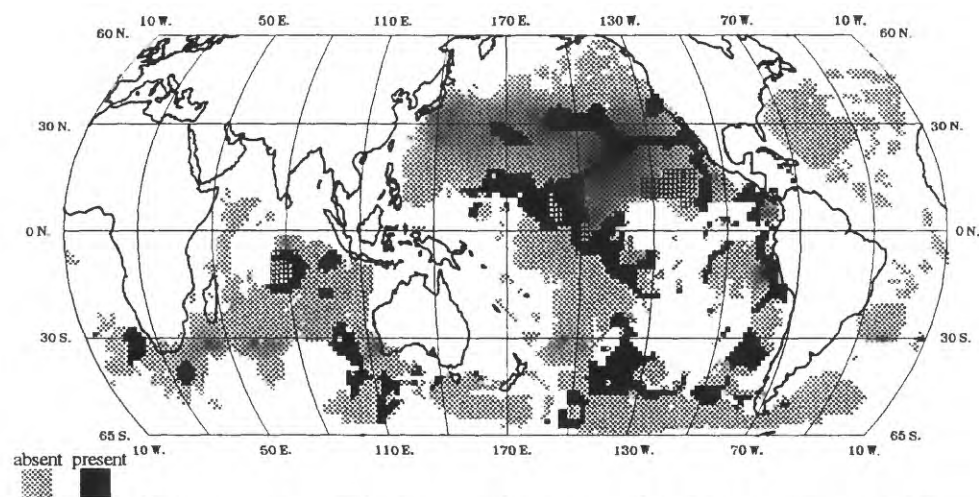 10 W. 50 E. 110 E. 170 E. 130 W. 70 W. 10 W.
60 N. 60 N.
30 N. 30 N.
0 N. 0 N.
30 S. 30 S.
65 S. 65 S.
10 W. 50 E. 110 E. 170 E. 130 W. 70 W. 10 W.
absent present